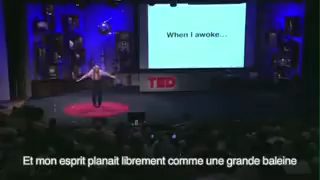 When I awoke...
TED
Et mon esprit planait librement comme une grande baleine